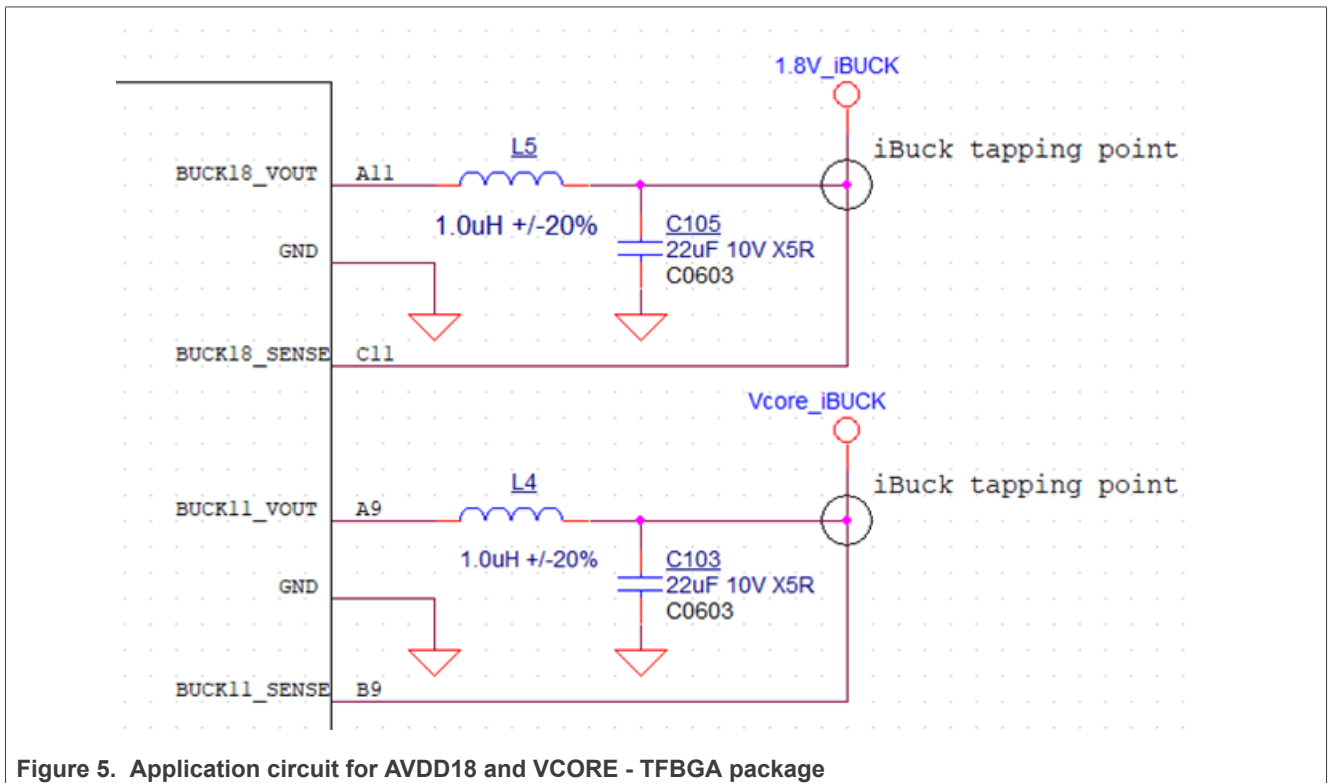 1.8V_iBUCK
iBuck tapping point
L5
BUCK18_VOUT A11
1.0uH +/-20%
C105
GND
22uF 10V X5R
C0603
BUCK18_SENSE C11
Vcore_iBUCK
iBuck tapping point
L4
BUCK11_VOUT A9
1.0uH +/-20%
C103
GND
22uF 10V X5R
C0603
BUCK11_SENSE B9
Figure 5. Application circuit for AVDD18 and VCORE - TFBGA package